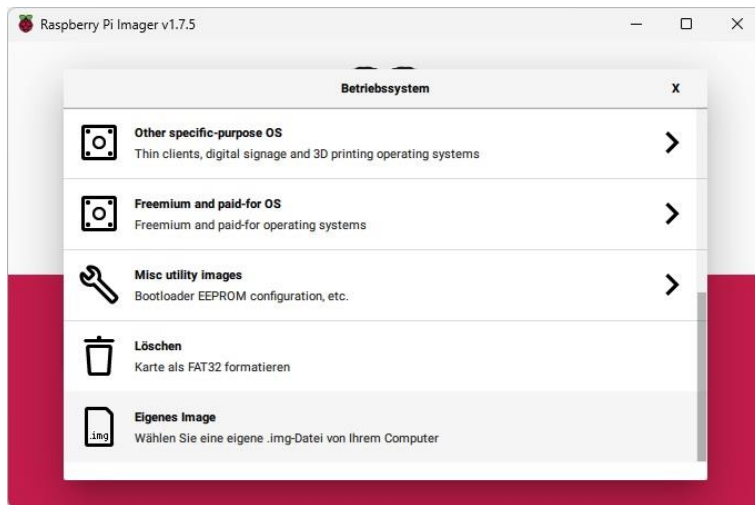 Raspberry Pi Imager v1.7.5
Betriebssystem
X
Other specific-purpose OS
Thin clients, digital signage and 3D printing operating systems
Freemium and paid-for OS
Freemium and paid-for operating systems
Misc utility images
Bootloader EEPROM configuration, etc.
Löschen
Karte als FAT32 formatieren
Eigenes Image
.img
Wählen Sie eine eigene .img-Datei von Ihrem Computer